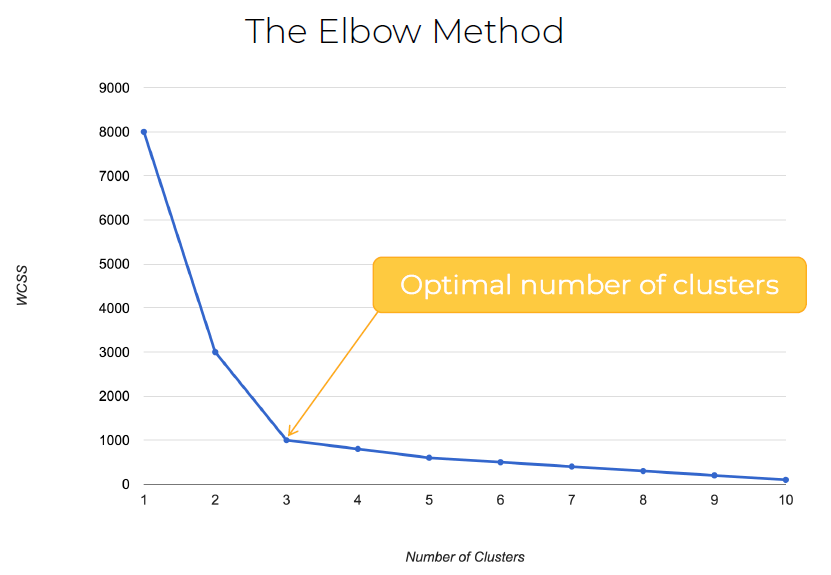 The Elbow Method
9000
8000
7000
6000
5000
4000
3000
2000
1000
0
WCSS
Optimal number of clusters
1 2 3 4 5 6 7 8 9 10
Number of Clusters